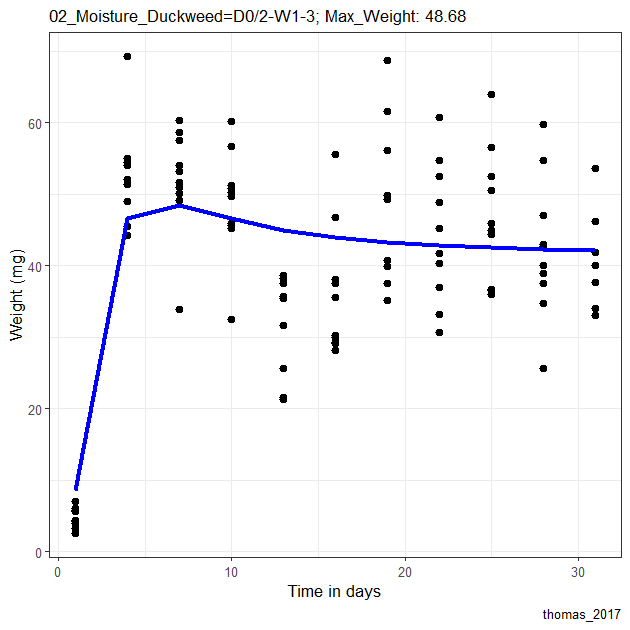 02_Moisture_Duckweed=D0/2-W1-3; Max_Weight: 48.68
60
40
20
0
Weight (mg)
0 10 20 30
Time in days
thomas_2017